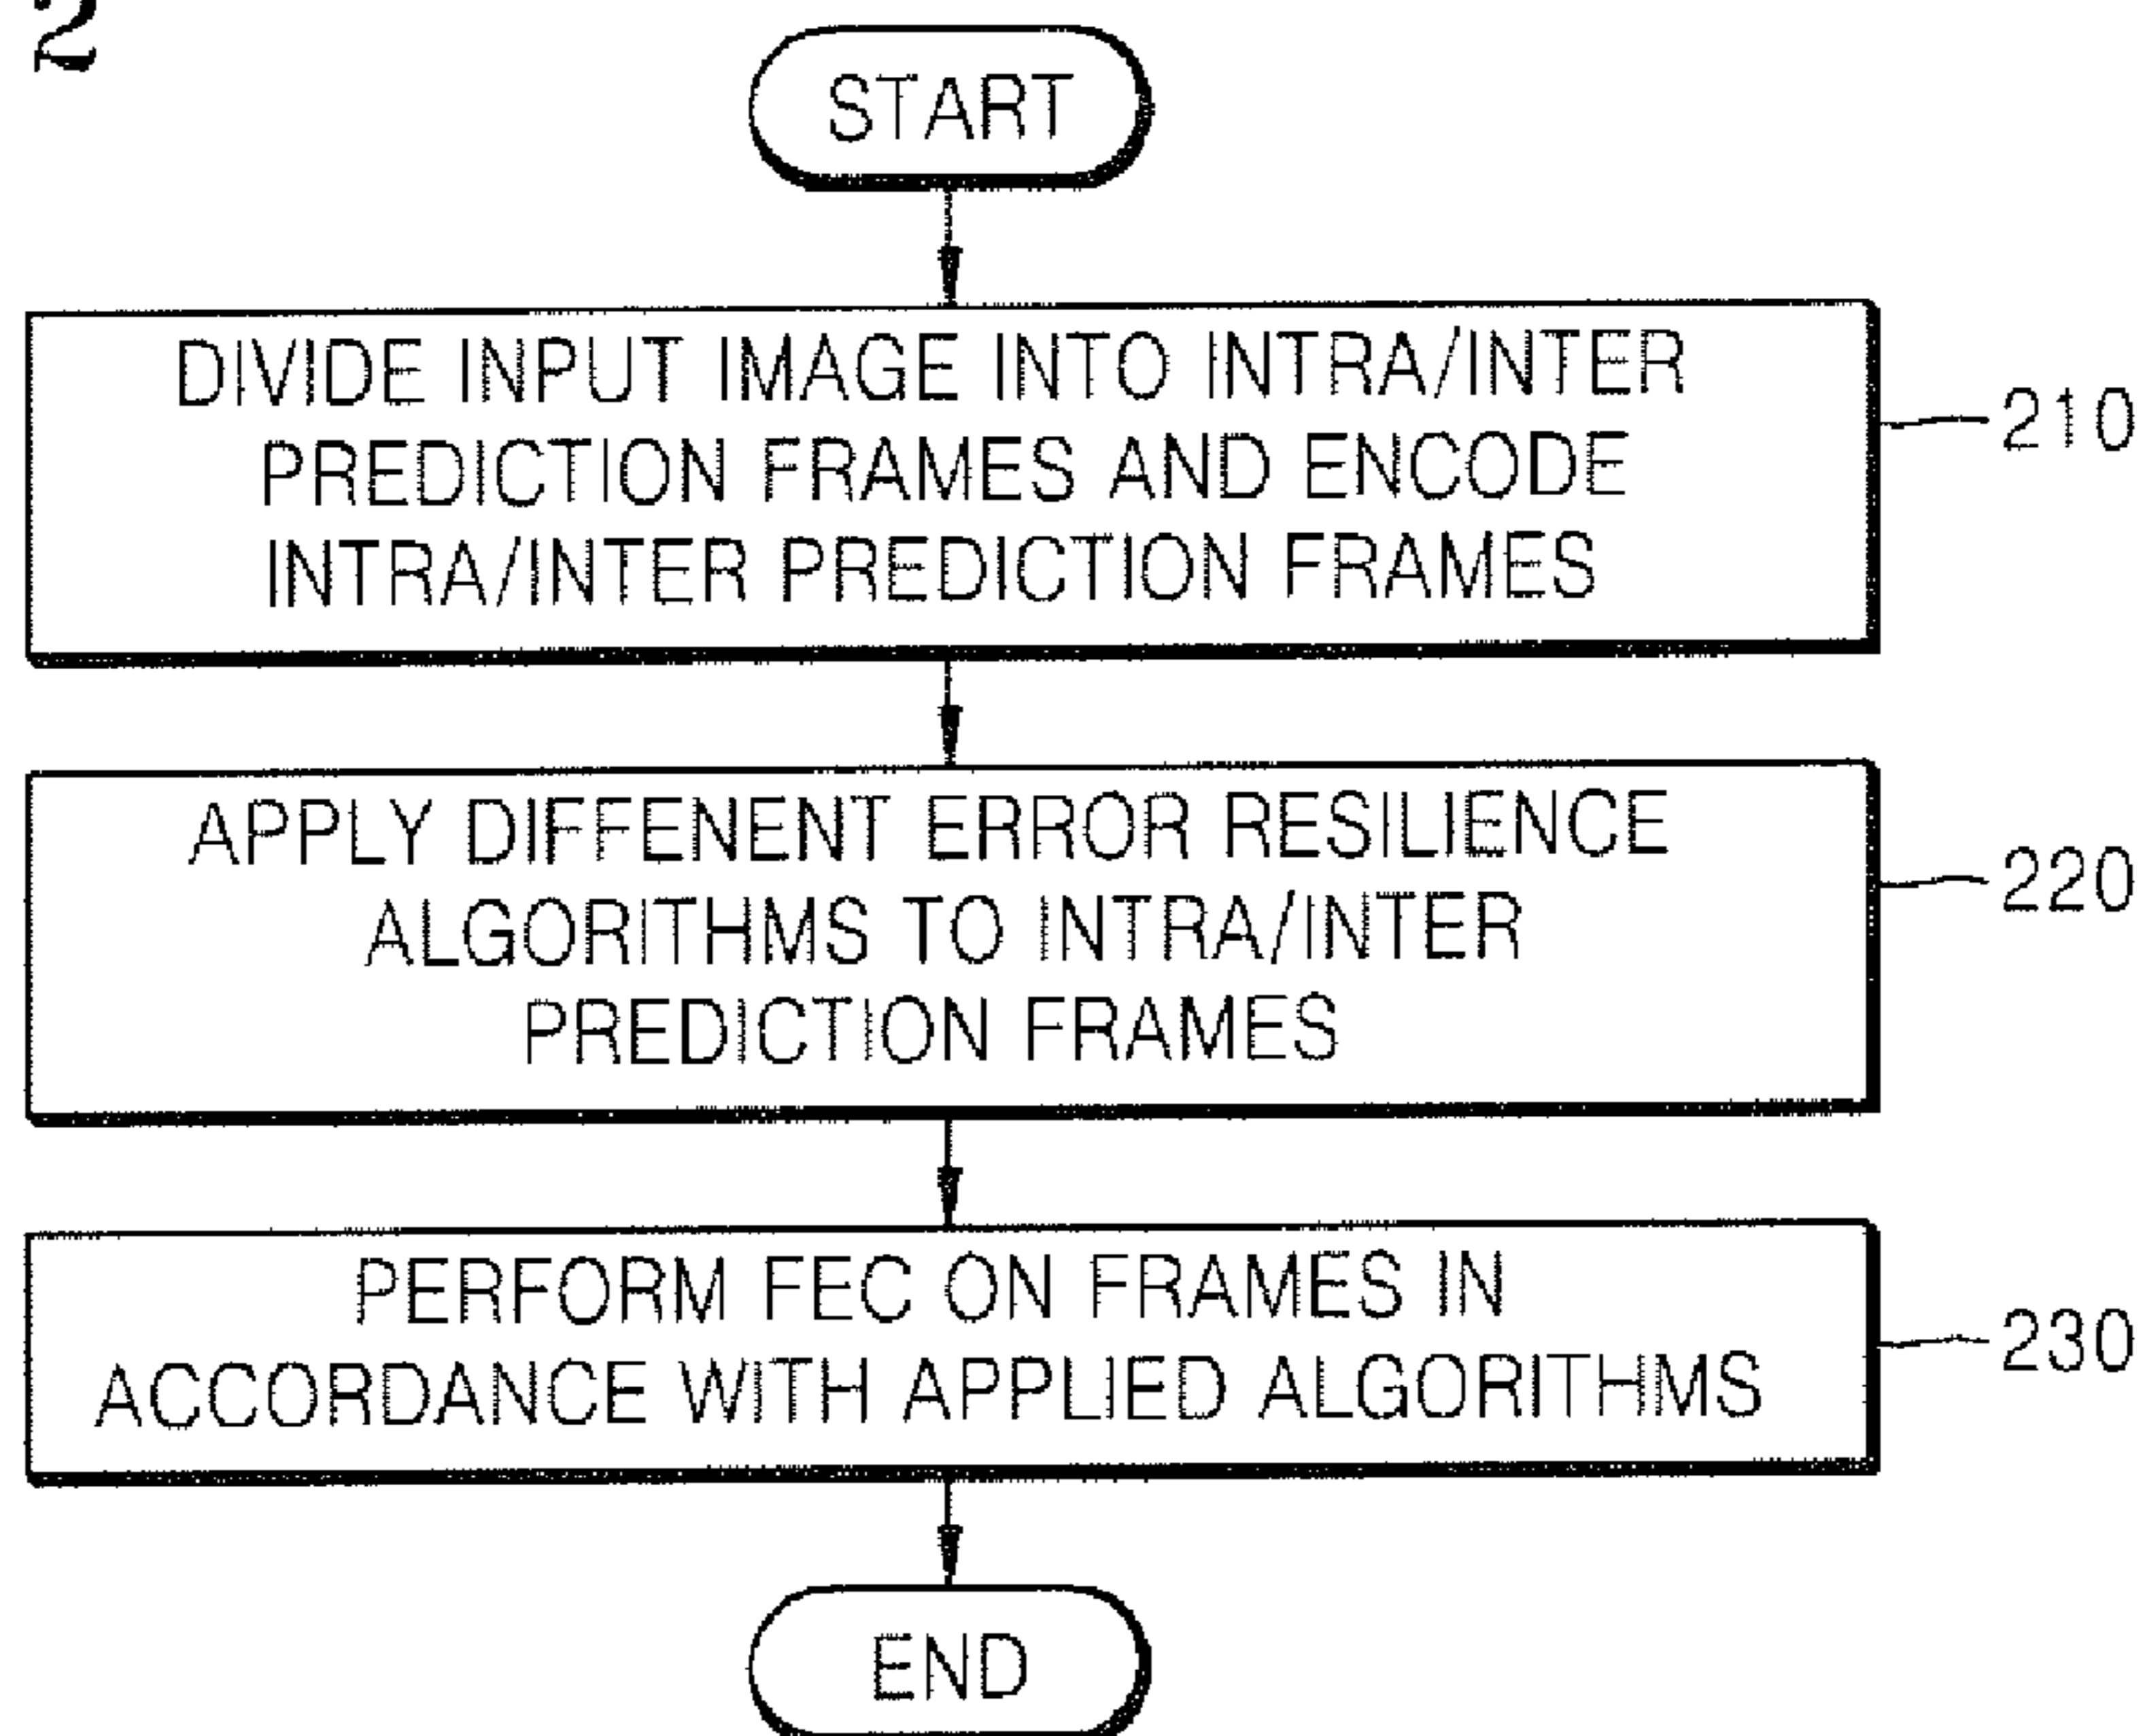 2
START
DIVIDE INPUT IMAGE INTO INTRA/INTER
PREDICTION FRAMES AND ENCODE
INTRA/INTER PREDICTION FRAMES
210
APPLY DIFFENENT ERROR RESILIENCE
ALGORITHMS TO INTRA/INTER
PREDICTION FRAMES
220
PERFORM FEC ON FRAMES IN
ACCORDANCE WITH APPLIED ALGORITHMS
230
END